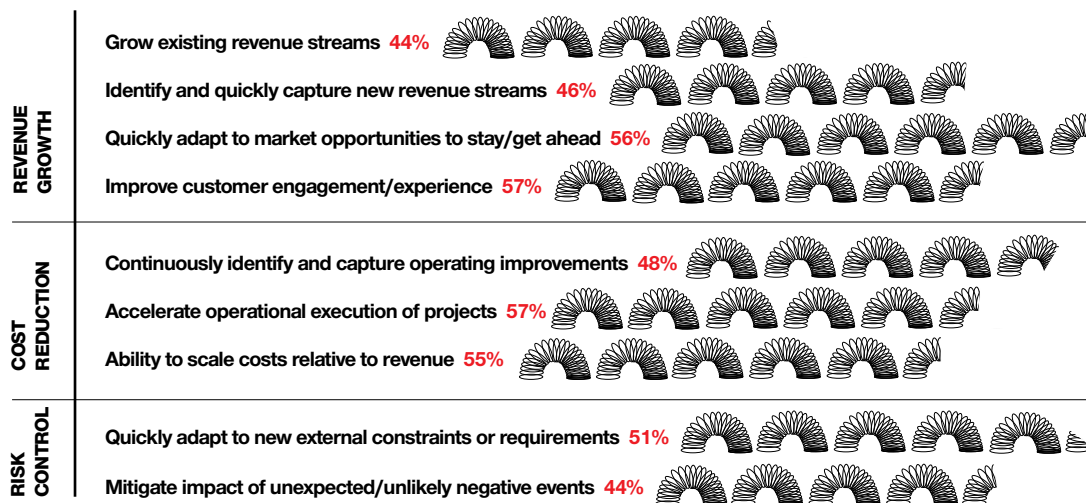 REVENUE
GROWTH
Grow existing revenue streams 44%
Identify and quickly capture new revenue streams 46%
Quickly adapt to market opportunities to stay/get ahead 56%
Improve customer engagement/experience 57%
COST
REDUCTION
Continuously identify and capture operating improvements 48%
Accelerate operational execution of projects 57%
Ability to scale costs relative to revenue 55%
RISK
CONTROL
Quickly adapt to new external constraints or requirements 51%
Mitigate impact of unexpected/unlikely negative events 44%